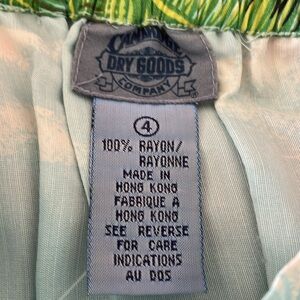 DRY GOODS
COMPANY
4
100% RAYON/
RAYONNE
MADE IN
HONG KONG
FABRIQUE A
HONG KONG
SEE REVERSE
FOR CARE
INDICATIONS
AU DOS